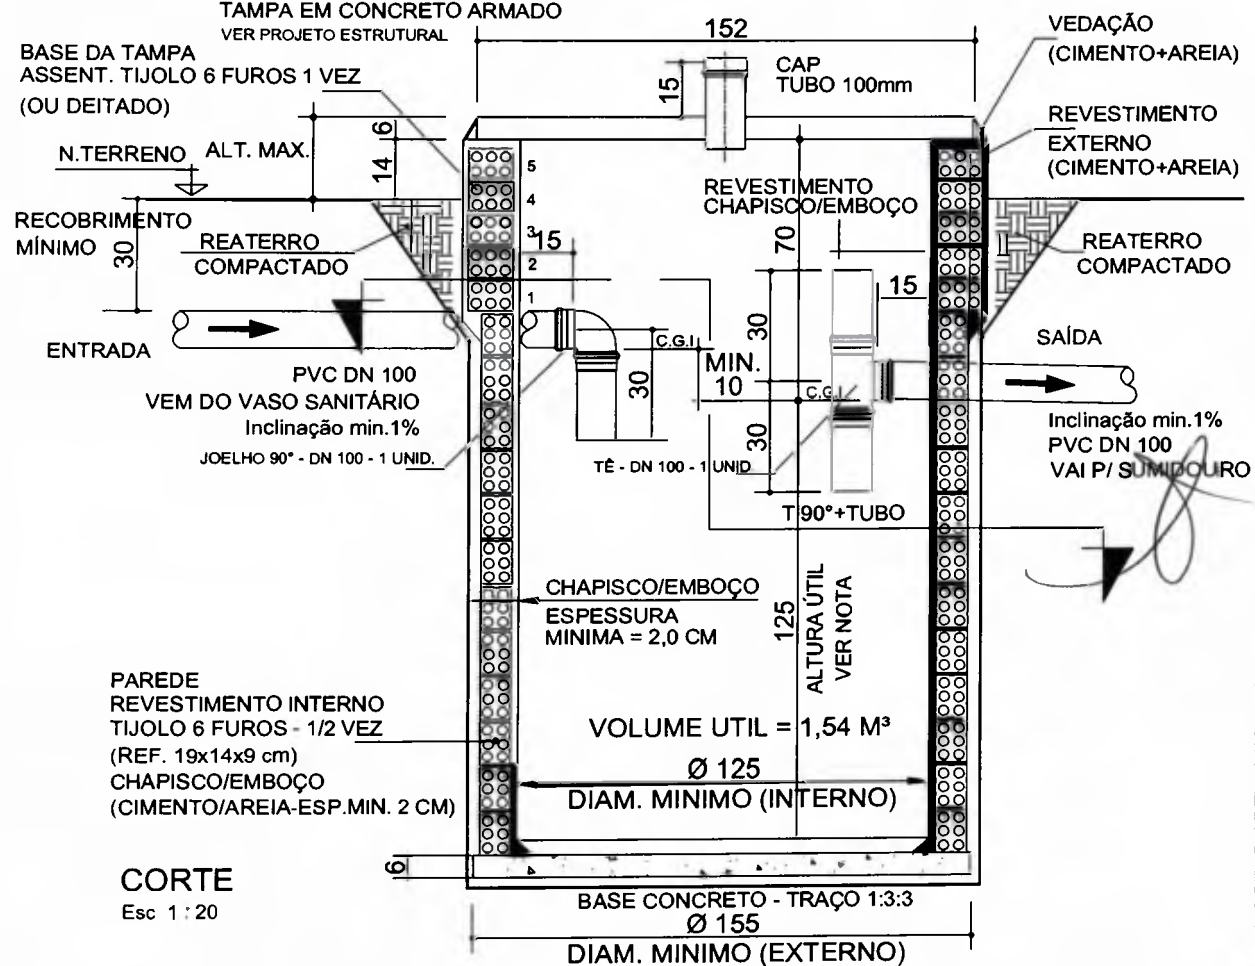 TAMPA EM CONCRETO ARMADO
VER PROJETO ESTRUTURAL
BASE DA TAMPA
ASSENT. TIJOLO 6 FUROS 1 VEZ
(OU DEITADO)
152
CAP
TUBO 100mm
15
VEDAÇÃO
(CIMENTO+AREIA)
REVESTIMENTO
EXTERNO
(CIMENTO+AREIA)
N.TERRENO
ALT. MAX.
6
14
5
4
3
2
1
REVESTIMENTO
CHAPISCO/EMBOÇO
70
RECOBRIMENTO
MÍNIMO
30
REATERRO
COMPACTADO
15
15
REATERRO
COMPACTADO
ENTRADA
C.G.I
30
MIN.
10
C.G.I
30
30
SAÍDA
PVC DN 100
VEM DO VASO SANITÁRIO
Inclinação min.1%
JOELHO 90° - DN 100 - 1 UNID.
TÊ - DN 100 - 1 UNID
T 90°+TUBO
Inclinação min.1%
PVC DN 100
VAI P/ SUMIDOURO
CHAPISCO/EMBOÇO
ESPESSURA
MINIMA = 2,0 CM
125
ALTURA ÚTIL
VER NOTA
PAREDE
REVESTIMENTO INTERNO
TIJOLO 6 FUROS - 1/2 VEZ
(REF. 19x14x9 cm)
CHAPISCO/EMBOÇO
(CIMENTO/AREIA-ESP.MIN. 2 CM)
VOLUME UTIL = 1,54 M³
Ø 125
DIAM. MINIMO (INTERNO)
6
CORTE
Esc 1 : 20
BASE CONCRETO - TRAÇO 1:3:3
Ø 155
DIAM. MINIMO (EXTERNO)